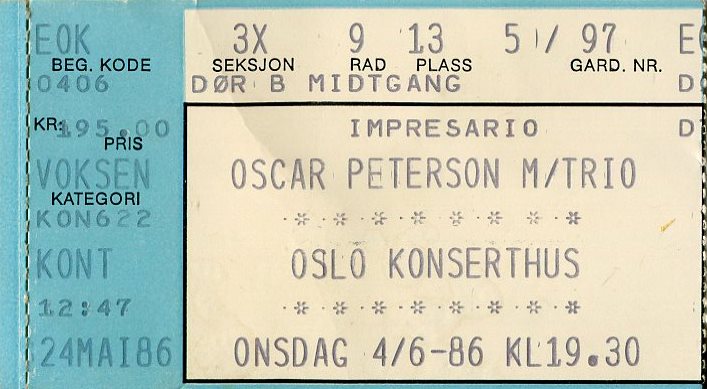 EOK 3X 9 13 5 / 97 E
BEG. KODE SEKSJON RAD PLASS GARD. NR.
0406 DØR B MIDTGANG D
KR: 195.00 IMPRESARIO D
PRIS
VOKSEN OSCAR PETERSON M/TRIO
KATEGORI
KON622 ·*·*·*·*·*·*·*·*
KONT OSLO KONSERTHUS
12:47 ·*·*·*·*·*·*·*·*
24MAI86 ONSDAG 4/6-86 KL19.30